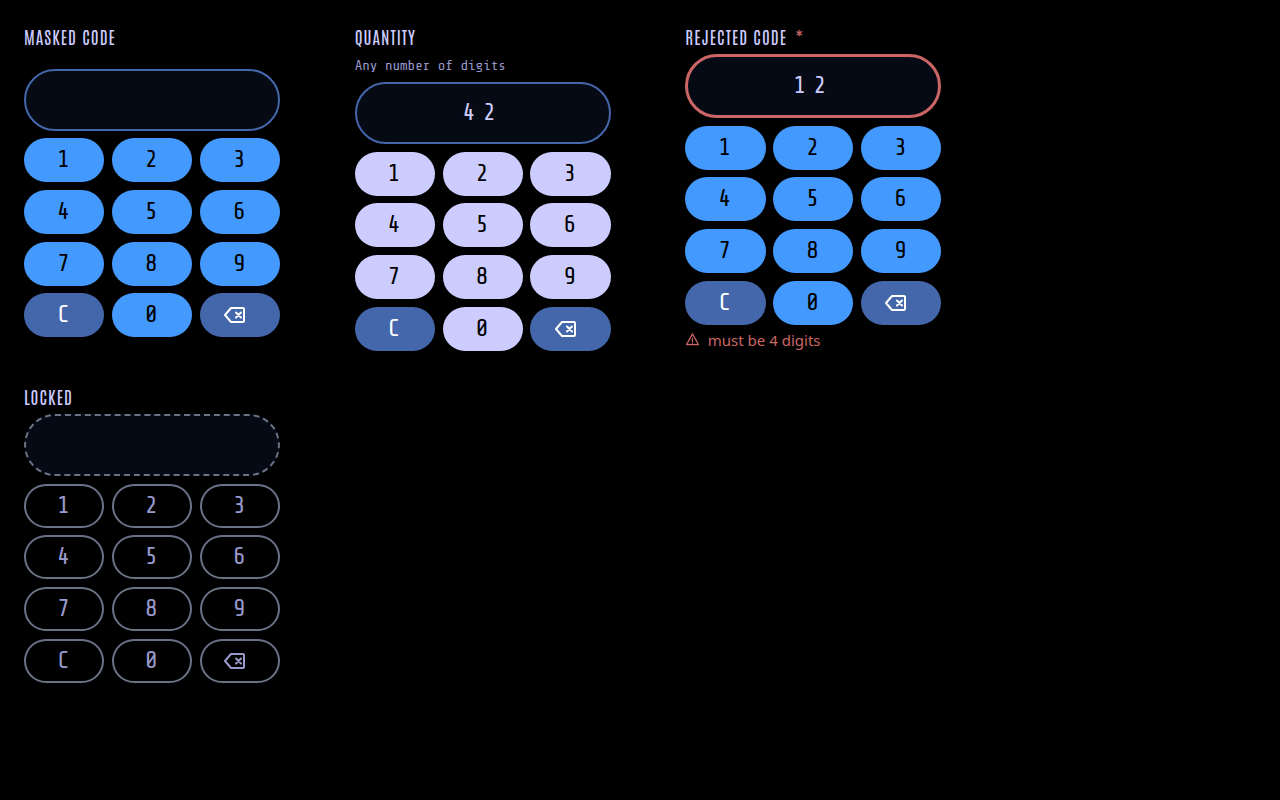 MASKED CODE
1 2 3
4 5 6
7 8 9
C 0
QUANTITY
Any number of digits
4 2
1 2 3
4 5 6
7 8 9
C 0
REJECTED CODE *
1 2
1 2 3
4 5 6
7 8 9
C 0
must be 4 digits
LOCKED
1 2 3
4 5 6
7 8 9
C 0